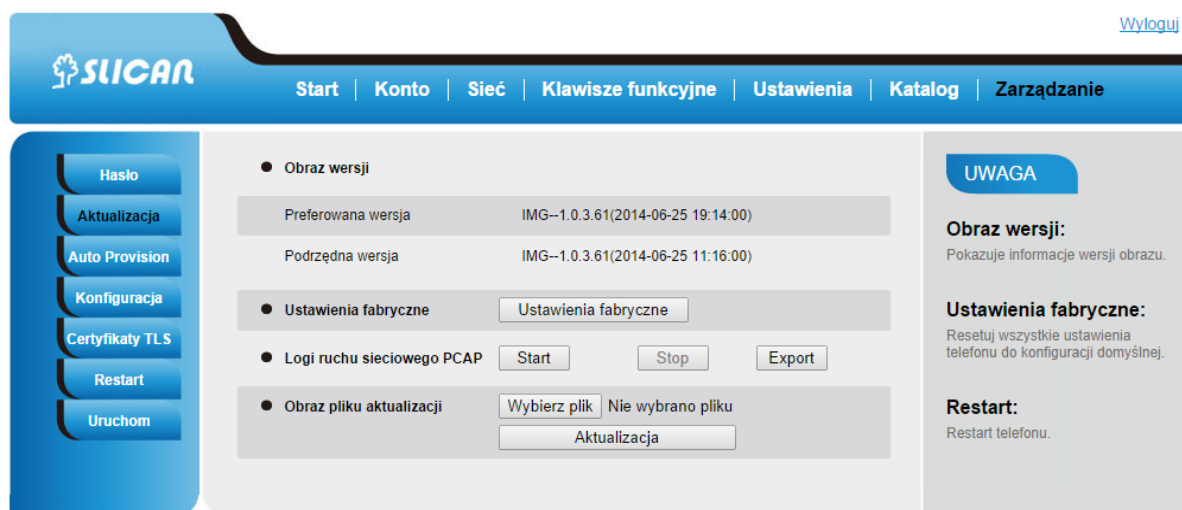 Wyloguj
SLICAN
Start Konto Sieć Klawisze funkcyjne Ustawienia Katalog Zarządzanie
Hasło
Aktualizacja
Auto Provision
Konfiguracja
Certyfikaty TLS
Restart
Uruchom
Obraz wersji
Preferowana wersja IMG--1.0.3.61(2014-06-25 19:14:00)
Podrzędna wersja IMG--1.0.3.61(2014-06-25 11:16:00)
Ustawienia fabryczne Ustawienia fabryczne
Logi ruchu sieciowego PCAP Start Stop Export
Obraz pliku aktualizacji Wybierz plik Nie wybrano pliku
Aktualizacja
UWAGA
Obraz wersji:
Pokazuje informacje wersji obrazu.
Ustawienia fabryczne:
Resetuj wszystkie ustawienia
telefonu do konfiguracji domyślnej.
Restart:
Restart telefonu.